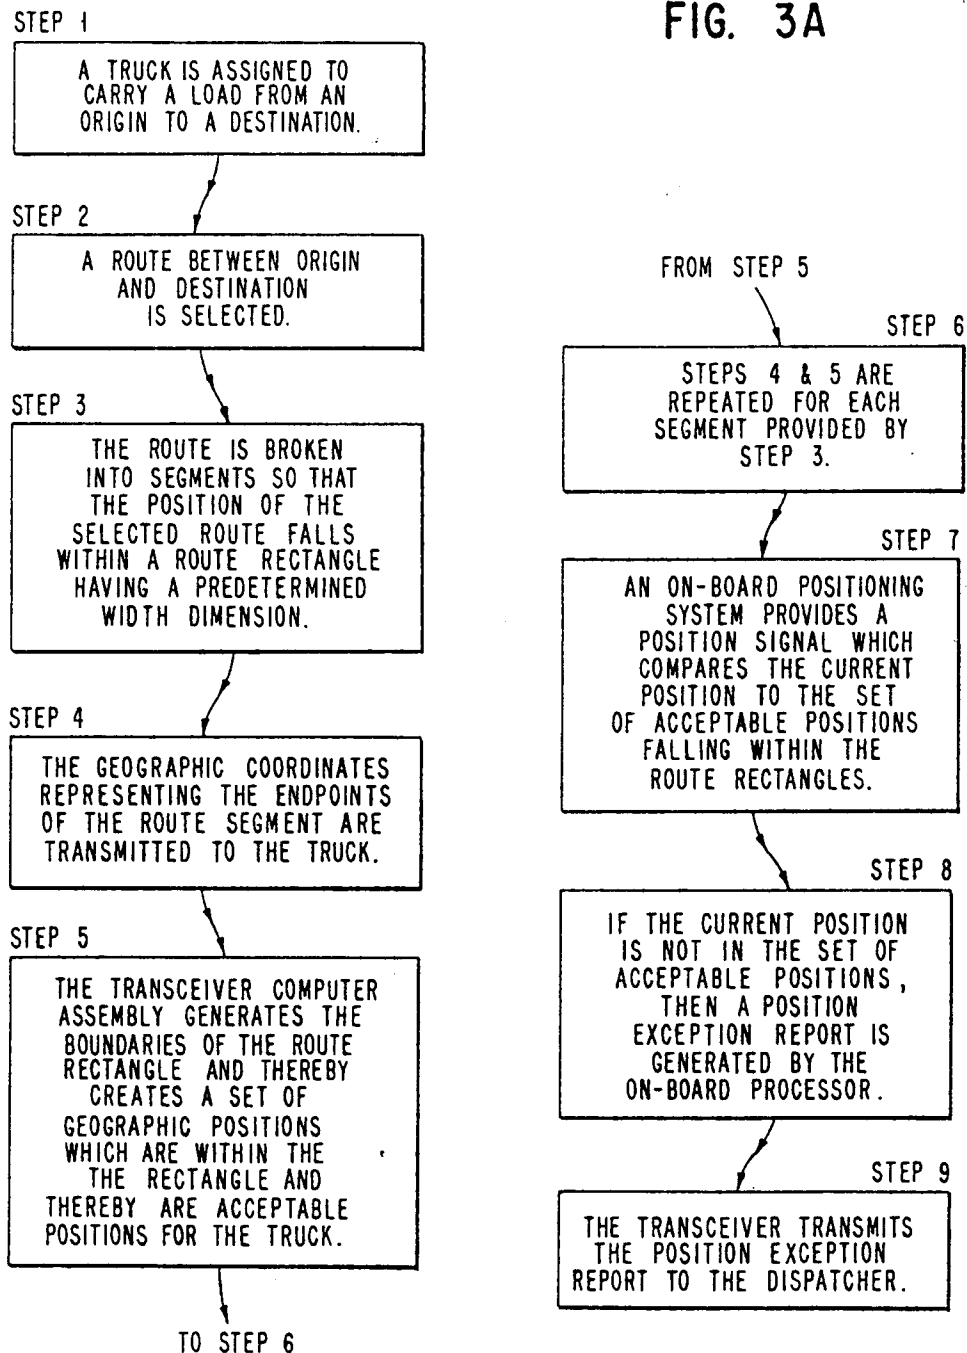 FIG. 3A
STEP 1
A TRUCK IS ASSIGNED TO
CARRY A LOAD FROM AN
ORIGIN TO A DESTINATION.
STEP 2
A ROUTE BETWEEN ORIGIN
AND DESTINATION
IS SELECTED.
STEP 3
THE ROUTE IS BROKEN
INTO SEGMENTS SO THAT
THE POSITION OF THE
SELECTED ROUTE FALLS
WITHIN A ROUTE RECTANGLE
HAVING A PREDETERMINED
WIDTH DIMENSION.
STEP 4
THE GEOGRAPHIC COORDINATES
REPRESENTING THE ENDPOINTS
OF THE ROUTE SEGMENT ARE
TRANSMITTED TO THE TRUCK.
STEP 5
THE TRANSCEIVER COMPUTER
ASSEMBLY GENERATES THE
BOUNDARIES OF THE ROUTE
RECTANGLE AND THEREBY
CREATES A SET OF
GEOGRAPHIC POSITIONS
WHICH ARE WITHIN THE
THE RECTANGLE AND
THEREBY ARE ACCEPTABLE
POSITIONS FOR THE TRUCK.
TO STEP 6
FROM STEP 5
STEP 6
STEPS 4 & 5 ARE
REPEATED FOR EACH
SEGMENT PROVIDED BY
STEP 3.
STEP 7
AN ON-BOARD POSITIONING
SYSTEM PROVIDES A
POSITION SIGNAL WHICH
COMPARES THE CURRENT
POSITION TO THE SET
OF ACCEPTABLE POSITIONS
FALLING WITHIN THE
ROUTE RECTANGLES.
STEP 8
IF THE CURRENT POSITION
IS NOT IN THE SET OF
ACCEPTABLE POSITIONS,
THEN A POSITION
EXCEPTION REPORT IS
GENERATED BY THE
ON-BOARD PROCESSOR.
STEP 9
THE TRANSCEIVER TRANSMITS
THE POSITION EXCEPTION
REPORT TO THE DISPATCHER.